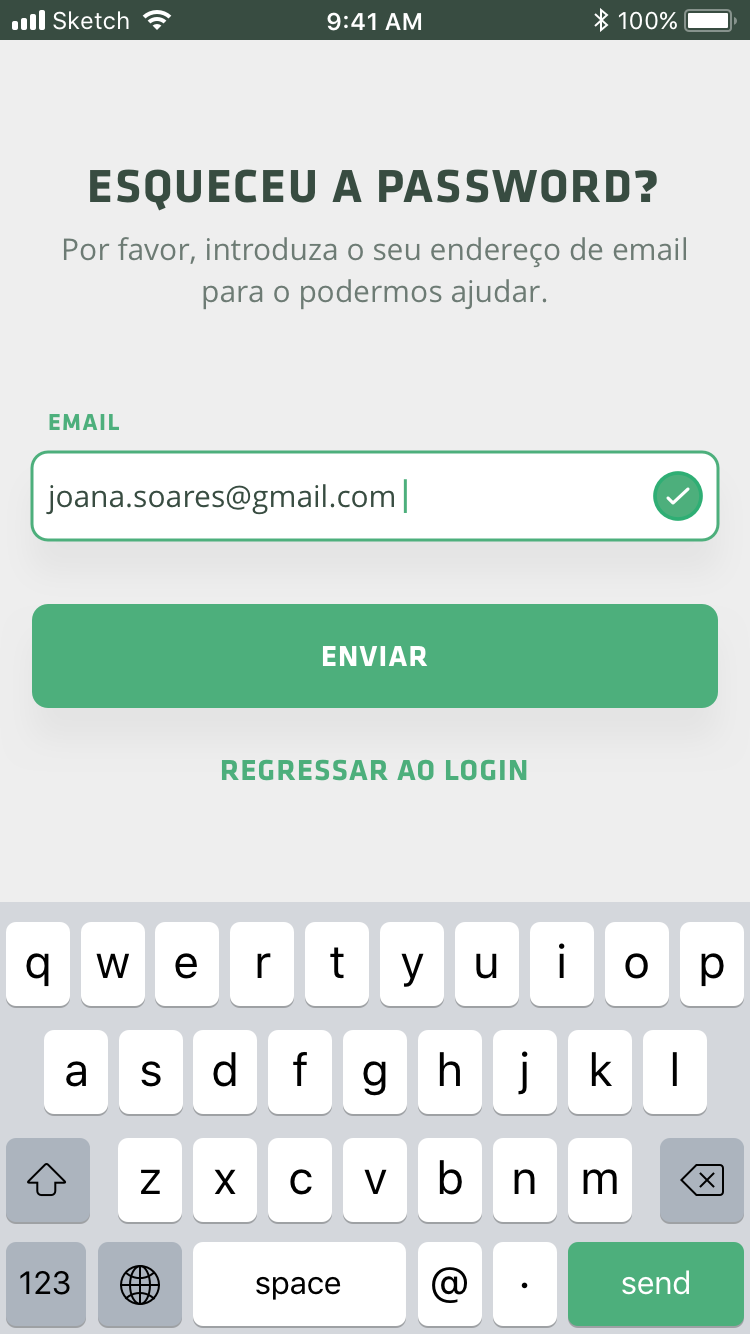 Sketch 9:41 AM 100%
ESQUECEU A PASSWORD?
Por favor, introduza o seu endereço de email
para o podermos ajudar.
EMAIL
joana.soares@gmail.com
ENVIAR
REGRESSAR AO LOGIN
q w e r t y u i o p
a s d f g h j k l
z x c v b n m
123 space @ . send